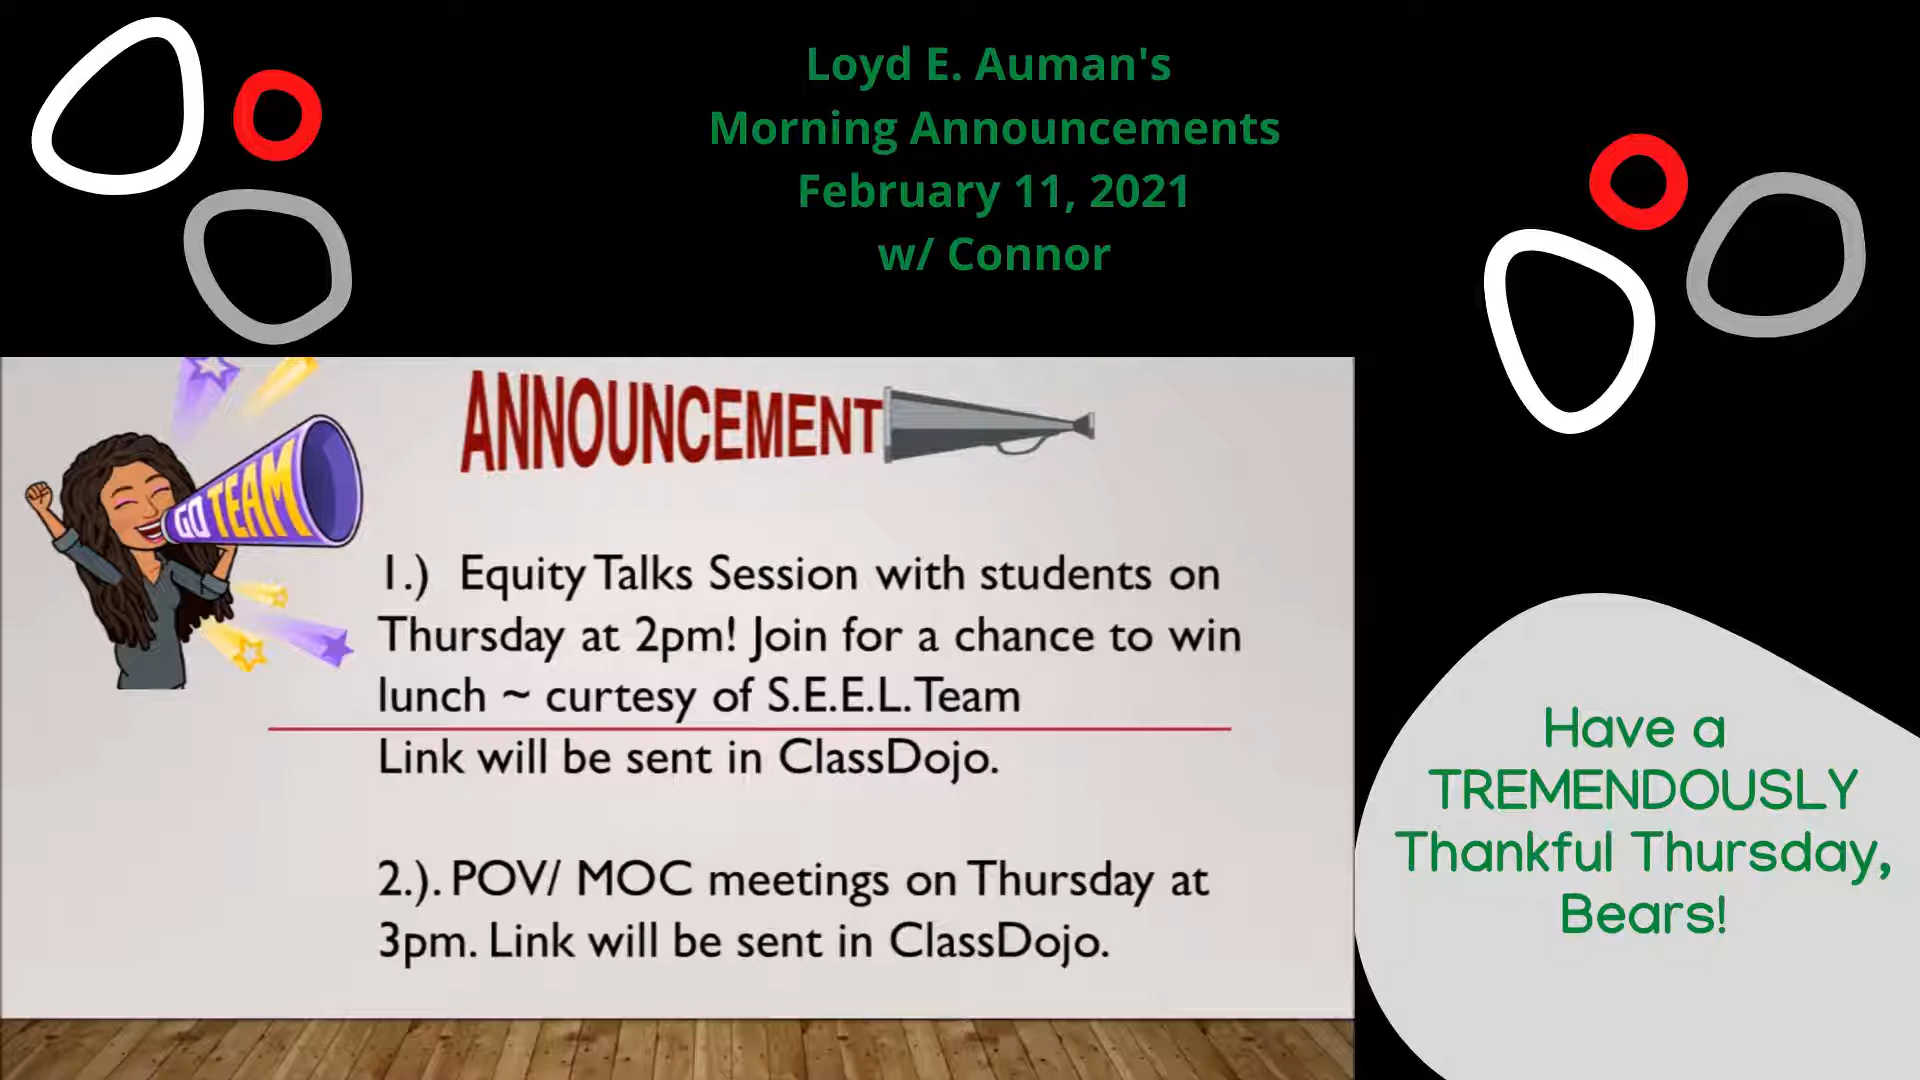 Loyd E. Auman's
Morning Announcements
February 11, 2021
w/ Connor
ANNOUNCEMENT
GO TEAM
1.) Equity Talks Session with students on
Thursday at 2pm! Join for a chance to win
lunch ~ curtesy of S.E.E.L. Team
Link will be sent in ClassDojo.
2.). POV/ MOC meetings on Thursday at
3pm. Link will be sent in ClassDojo.
Have a
TREMENDOUSLY
Thankful Thursday,
Bears!